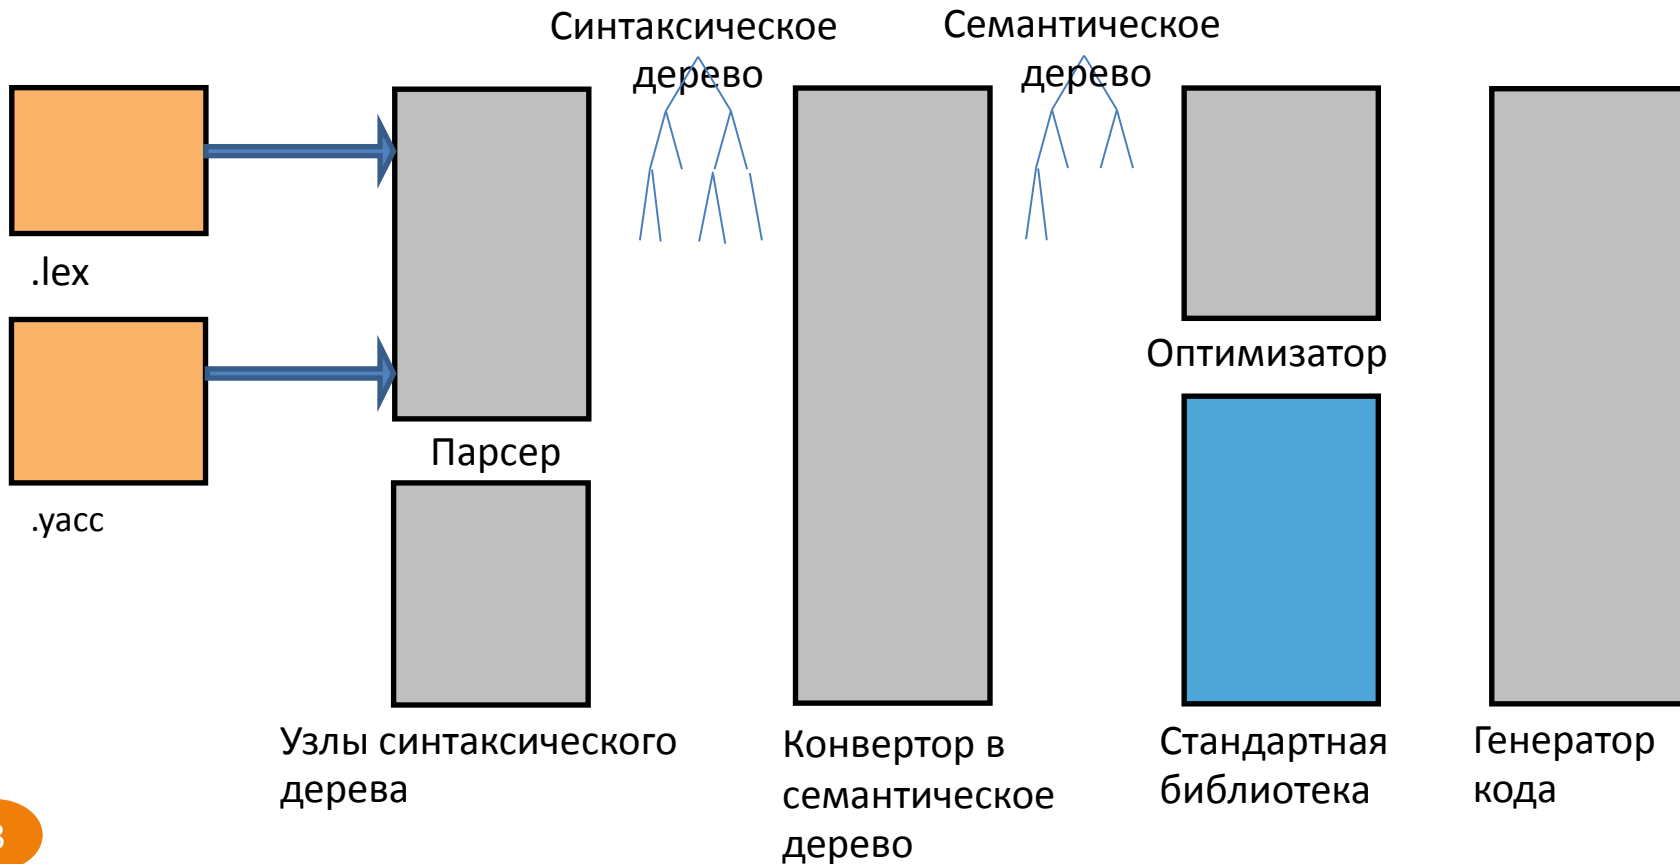 Синтаксическое
дерево
Семантическое
дерево
.lex
.yacc
Парсер
Узлы синтаксического
дерева
Конвертор в
семантическое
дерево
Оптимизатор
Стандартная
библиотека
Генератор
кода